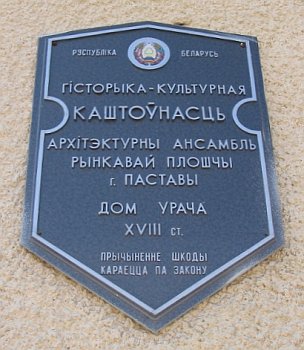 РЭСПУБЛІКА БЕЛАРУСЬ
ГІСТОРЫКА-КУЛЬТУРНАЯ
КАШТОЎНАСЦЬ
АРХІТЭКТУРНЫ АНСАМБЛЬ
РЫНКАВАЙ ПЛОШЧЫ
г. ПАСТАВЫ
ДОМ УРАЧА
XVIII ст.
ПРЫЧЫНЕННЕ ШКОДЫ
КАРАЕЦЦА ПА ЗАКОНУ